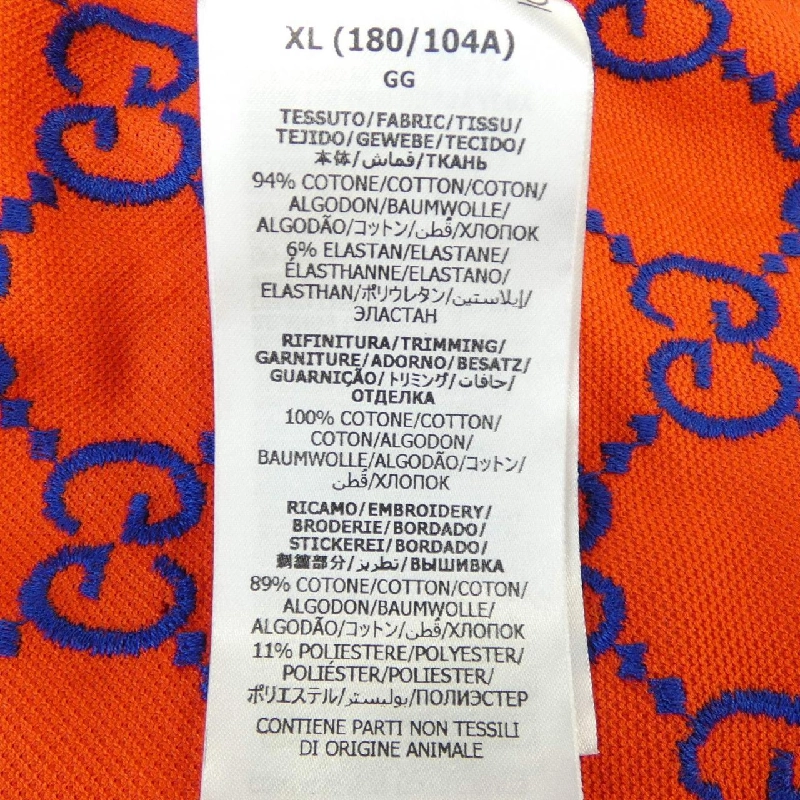 XL (180/104A)
GG
TESSUTO/FABRIC/TISSU/
TEJIDO/GEWEBE/TECIDO/
本体/قماش/ТКАНЬ
94% COTONE/COTTON/COTON/
ALGODON/BAUMWOLLE/
ALGODÃO/コットン/قُطن/ХЛОПОК
6% ELASTAN/ELASTANE/
ÉLASTHANNE/ELASTANO/
ELASTHAN/ポリウレタン/إيلاستين/
ЭЛАСТАН
RIFINITURA/TRIMMING/
GARNITURE/ADORNO/BESATZ/
GUARNIÇÃO/トリミング/حافات/
ОТДЕЛКА
100% COTONE/COTTON/
COTON/ALGODON/
BAUMWOLLE/ALGODÃO/コットン/
قُطن/ХЛОПОК
RICAMO/EMBROIDERY/
BRODERIE/BORDADO/
STICKEREI/BORDADO/
刺繍部分/تطريز/ВЫШИВКА
89% COTONE/COTTON/COTON/
ALGODON/BAUMWOLLE/
ALGODÃO/コットン/قُطن/ХЛОПОК
11% POLIESTERE/POLYESTER/
POLIÉSTER/POLIESTER/
ポリエステル/بوليستر/ПОЛИЭСТЕР
CONTIENE PARTI NON TESSILI
DI ORIGINE ANIMALE